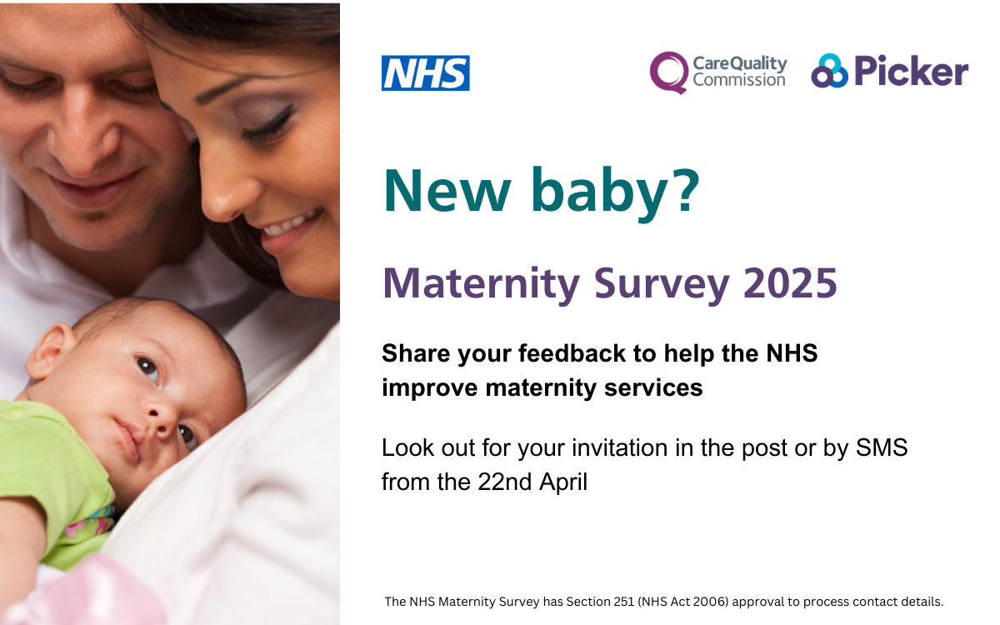 NHS
CareQuality
Commission
Picker
New baby?
Maternity Survey 2025
Share your feedback to help the NHS
improve maternity services
Look out for your invitation in the post or by SMS
from the 22nd April
The NHS Maternity Survey has Section 251 (NHS Act 2006) approval to process contact details.